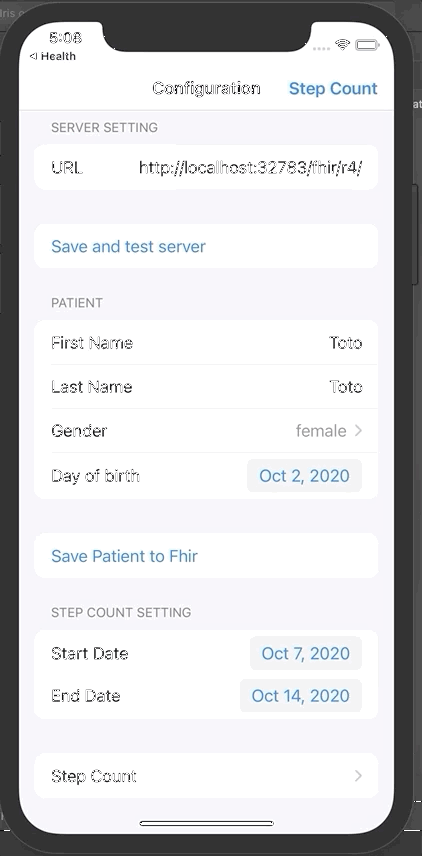 5:08
Health
Configuration Step Count
SERVER SETTING
URL http://localhost:32783/fhir/r4/
Save and test server
PATIENT
First Name Toto
Last Name Toto
Gender female
Day of birth Oct 2, 2020
Save Patient to Fhir
STEP COUNT SETTING
Start Date Oct 7, 2020
End Date Oct 14, 2020
Step Count